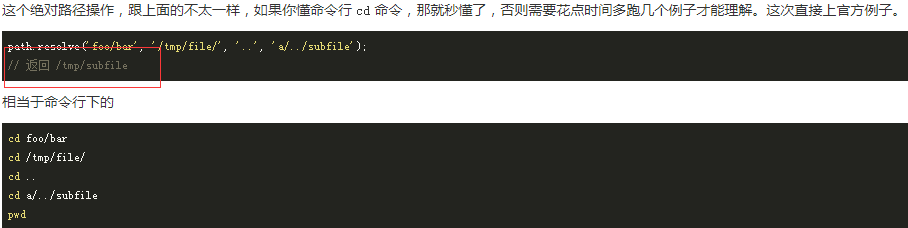 这个绝对路径操作，跟上面的不太一样，如果你懂命令行 cd 命令，那就秒懂了，否则需要花点时间多跑几个例子才能理解。这次直接上官方例子。
path.resolve('foo/bar', '/tmp/file/', '..', 'a/../subfile');
// 返回 /tmp/subfile
相当于命令行下的
cd foo/bar
cd /tmp/file/
cd ..
cd a/../subfile
pwd